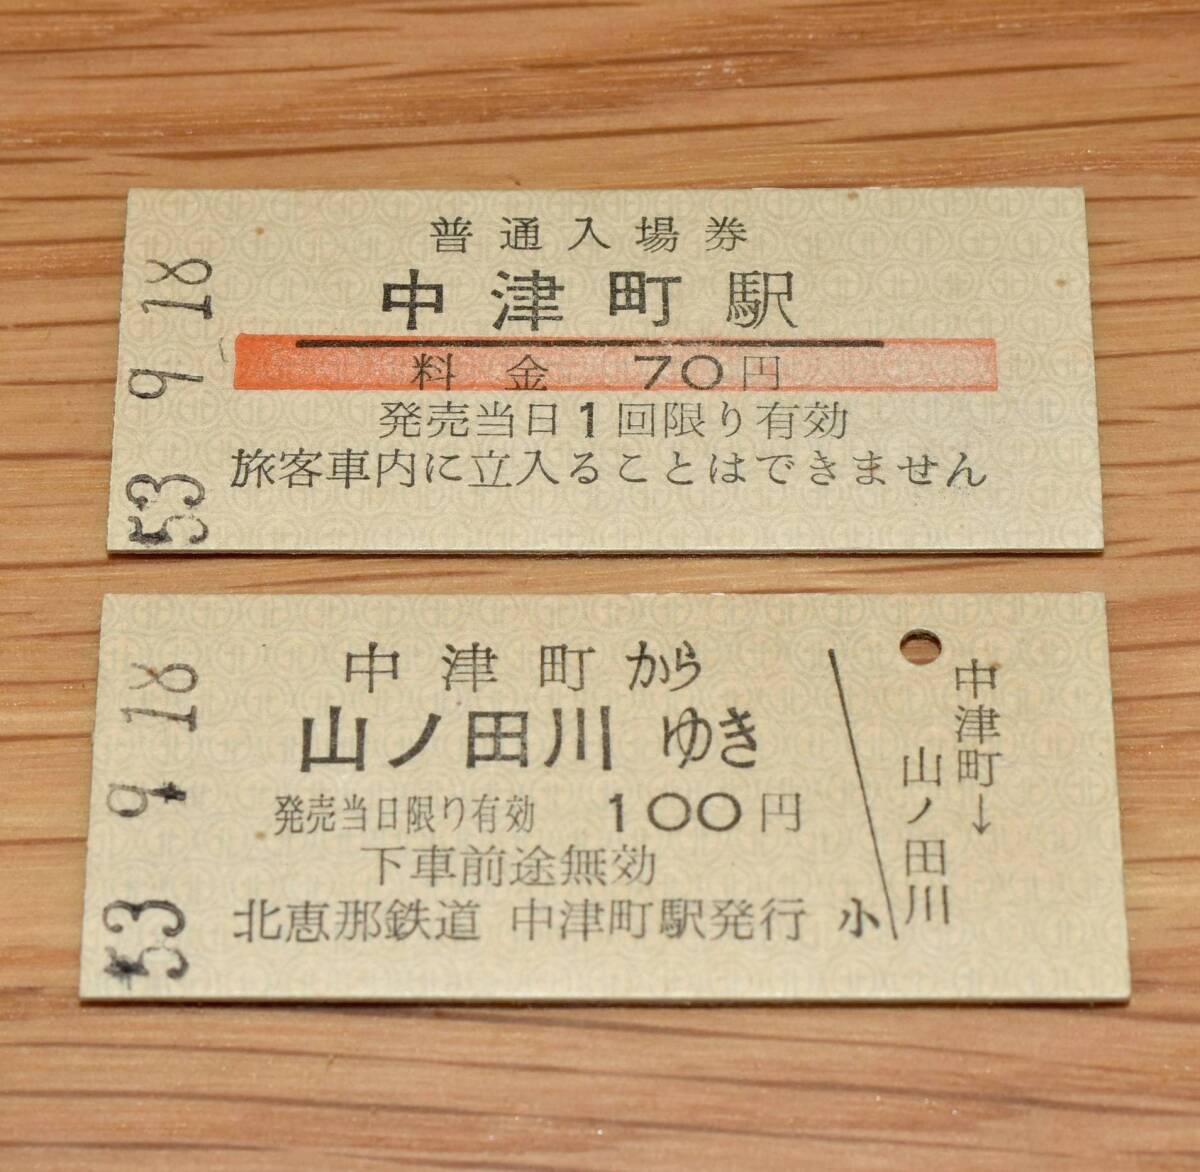 普通入場券
中津町駅
料金 70円
発売当日1回限り有効
旅客車内に立入ることはできません
53 9 18
中津町から
山ノ田川 ゆき
発売当日限り有効 100円
下車前途無効
北恵那鉄道 中津町駅発行 小
中津町→
山ノ田川
53 9 18